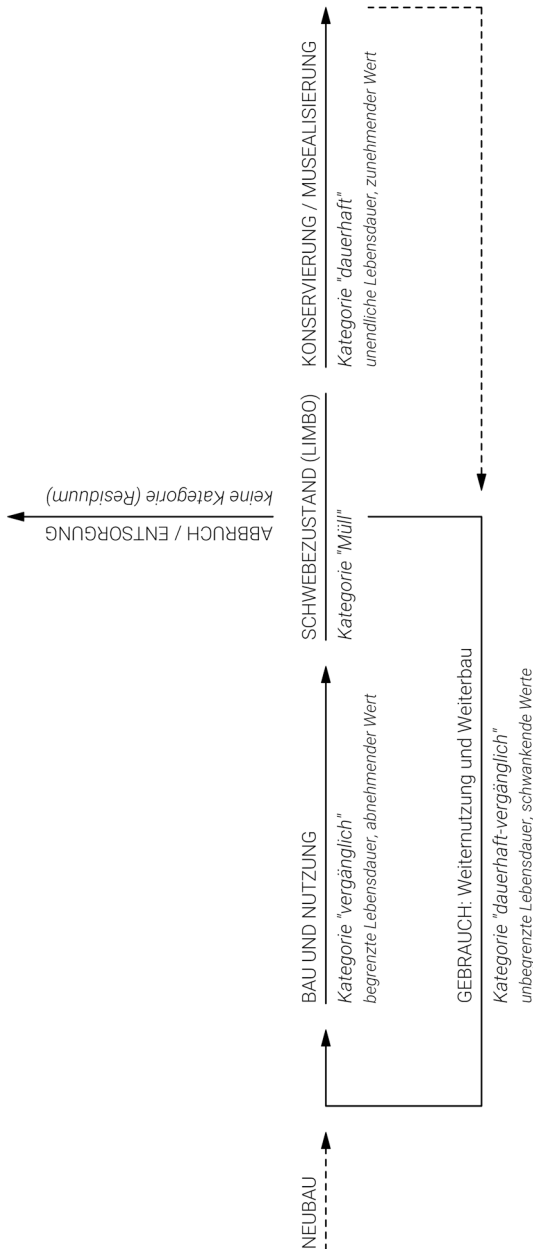 NEUBAU
BAU UND NUTZUNG
Kategorie "vergänglich"
begrenzte Lebensdauer, abnehmender Wert
SCHWEBEZUSTAND (LIMBO)
Kategorie "Müll"
ABBRUCH / ENTSORGUNG
keine Kategorie (Residuum)
KONSERVIERUNG / MUSEALISIERUNG
Kategorie "dauerhaft"
unendliche Lebensdauer, zunehmender Wert
GEBRAUCH: Weiternutzung und Weiterbau
Kategorie "dauerhaft-vergänglich"
unbegrenzte Lebensdauer, schwankende Werte